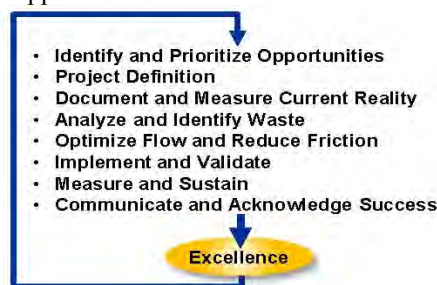 • Identify and Prioritize Opportunities
• Project Definition
• Document and Measure Current Reality
• Analyze and Identify Waste
• Optimize Flow and Reduce Friction
• Implement and Validate
• Measure and Sustain
• Communicate and Acknowledge Success
Excellence